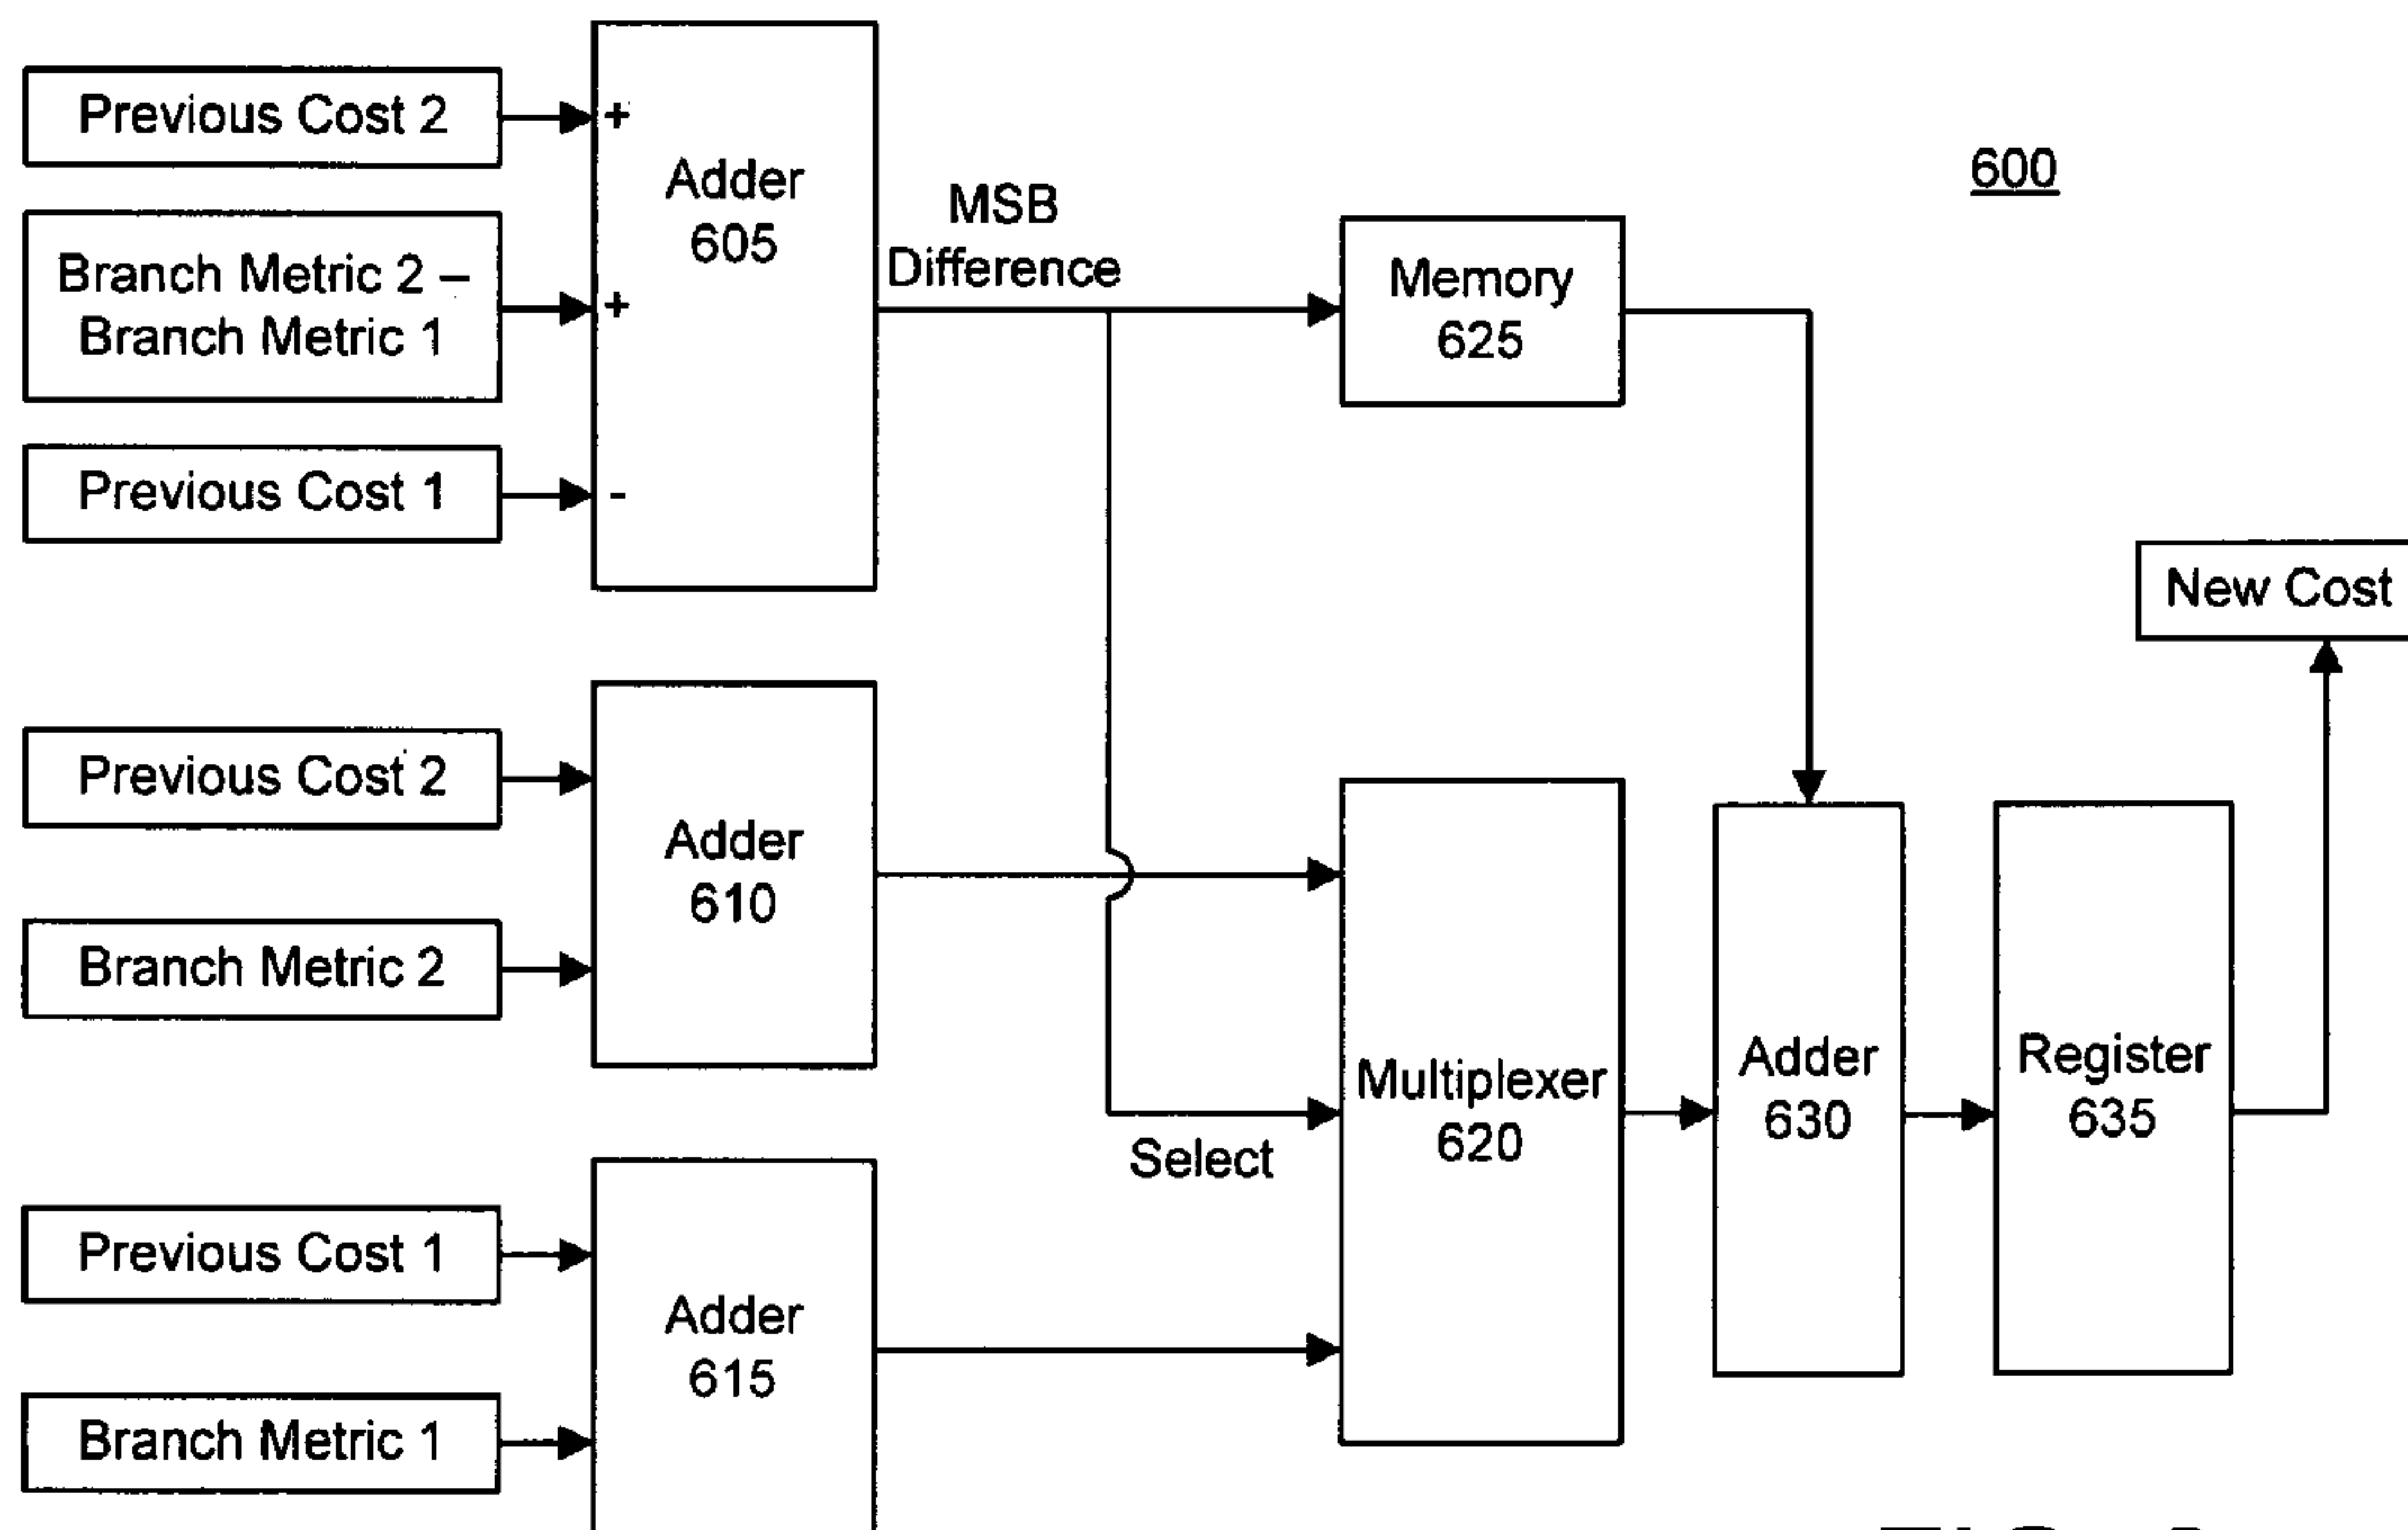 Previous Cost 2
+
Adder
605
MSB
Difference
600
Branch Metric 2 –
Branch Metric 1
+
Memory
625
Previous Cost 1
-
New Cost
Previous Cost 2
Adder
610
Branch Metric 2
Multiplexer
620
Adder
630
Register
635
Select
Previous Cost 1
Adder
615
Branch Metric 1